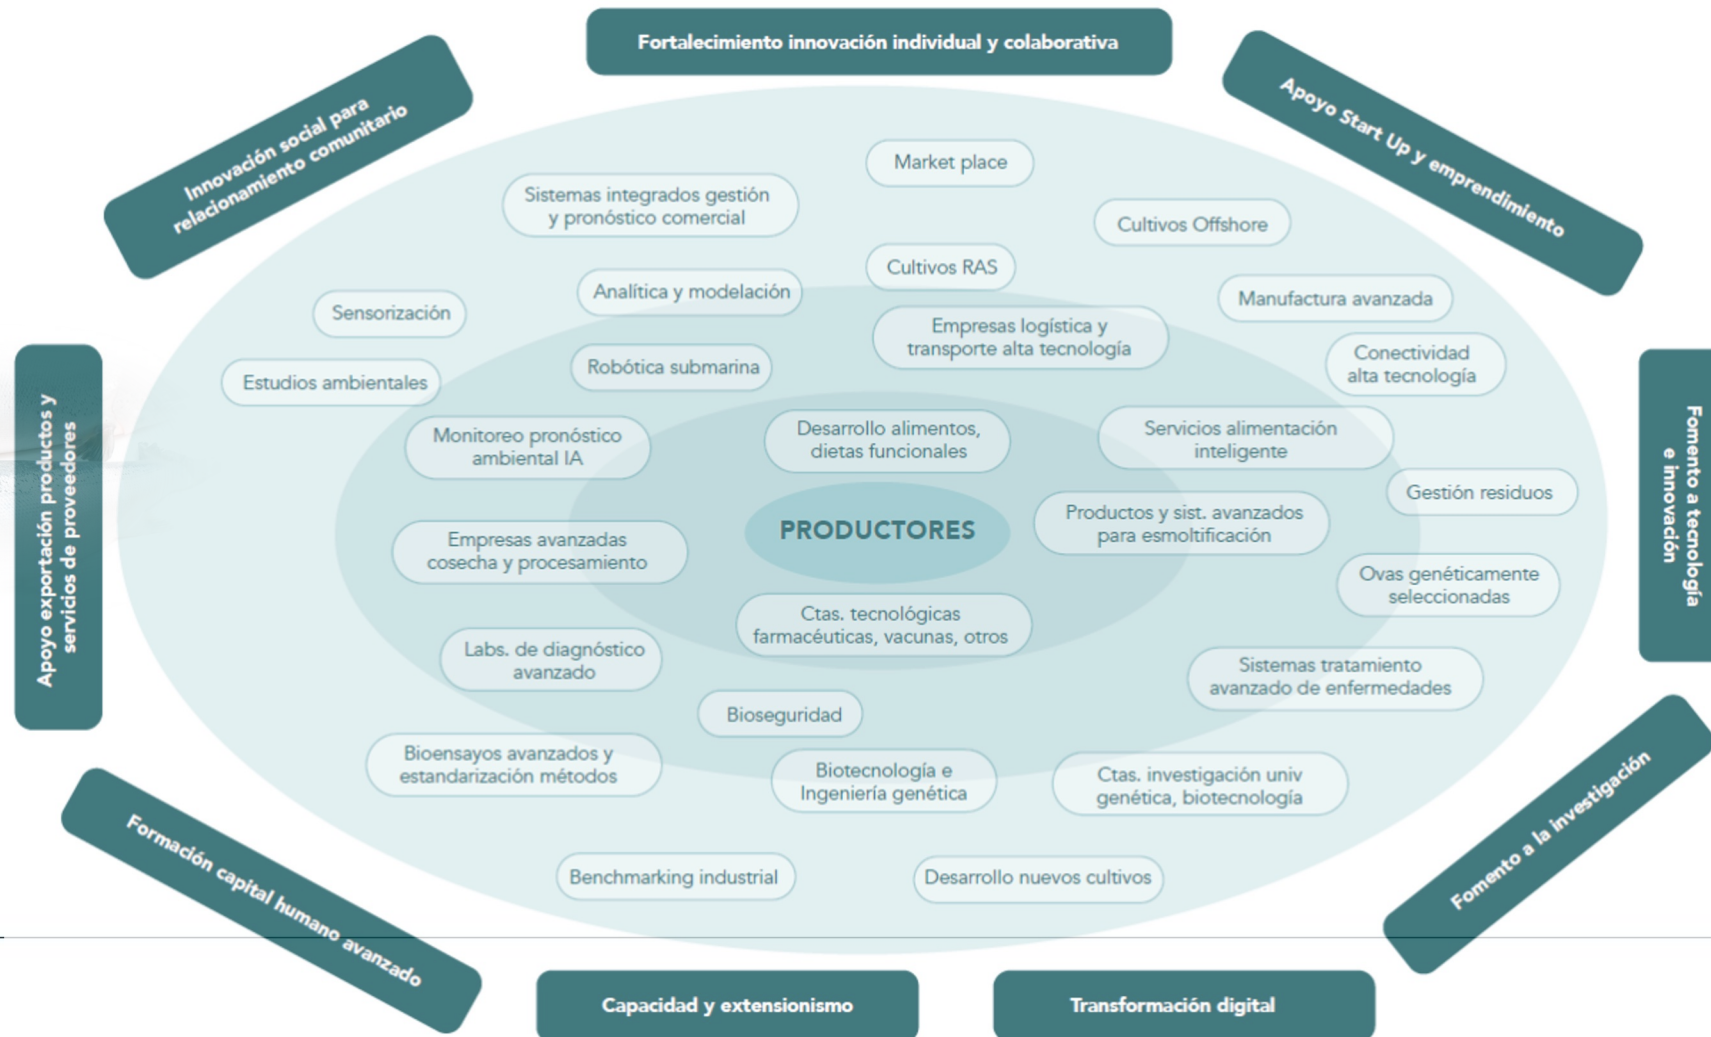 Fortalecimiento innovación individual y colaborativa
Innovación social para
relacionamiento comunitario
Apoyo Start Up y emprendimiento
Market place
Sistemas integrados gestión
y pronóstico comercial
Cultivos Offshore
Cultivos RAS
Analítica y modelación
Sensorización
Manufactura avanzada
Empresas logística y
transporte alta tecnología
Conectividad
alta tecnología
Robótica submarina
Estudios ambientales
Apoyo exportación productos y
servicios de proveedores
Monitoreo pronóstico
ambiental IA
Desarrollo alimentos,
dietas funcionales
Servicios alimentación
inteligente
Fomento a tecnología
e innovación
Gestión residuos
PRODUCTORES
Productos y sist. avanzados
para esmoltificación
Empresas avanzadas
cosecha y procesamiento
Ovas genéticamente
seleccionadas
Ctas. tecnológicas
farmacéuticas, vacunas, otros
Labs. de diagnóstico
avanzado
Sistemas tratamiento
avanzado de enfermedades
Bioseguridad
Bioensayos avanzados y
estandarización métodos
Biotecnología e
Ingeniería genética
Ctas. investigación univ
genética, biotecnología
Fomento a la investigación
Formación capital humano avanzado
Benchmarking industrial
Desarrollo nuevos cultivos
Capacidad y extensionismo
Transformación digital